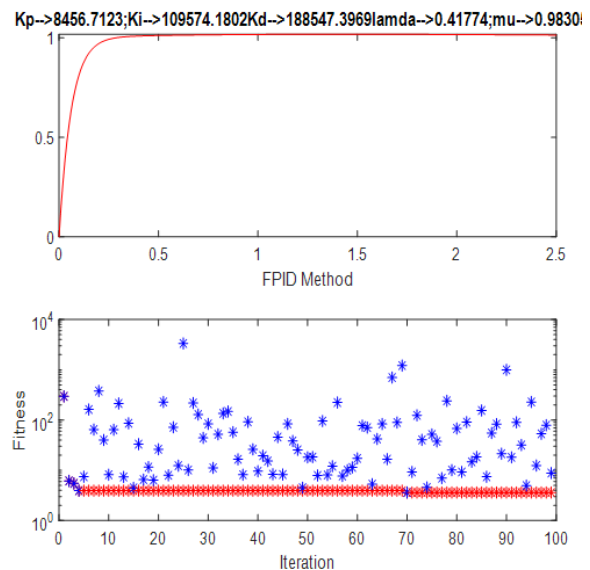 Kp-->8456.7123;Ki-->109574.1802Kd-->188547.3969lamda-->0.41774;mu-->0.9830
1
0.5
0
0 0.5 1 1.5 2 2.5
FPID Method
10^4
10^2
10^0
Fitness
0 10 20 30 40 50 60 70 80 90 100
Iteration